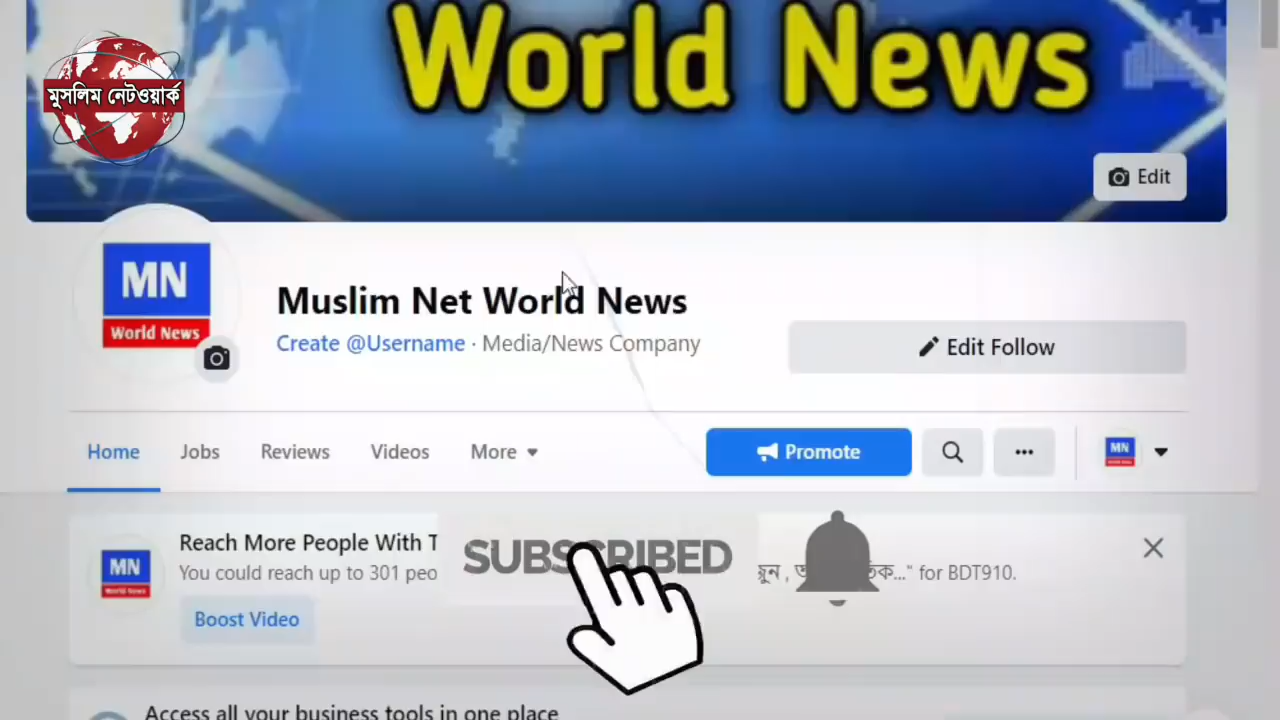 World News
মুসলিম নেটওয়ার্ক
Edit
MN
World News
Muslim Net World News
Create @Username · Media/News Company
Edit Follow
Home Jobs Reviews Videos More
Promote
MN
Reach More People With T
MN
World News
You could reach up to 301 peo
SUBSCRIBED
" for BDT910.
Boost Video
Access all your business tools in one place